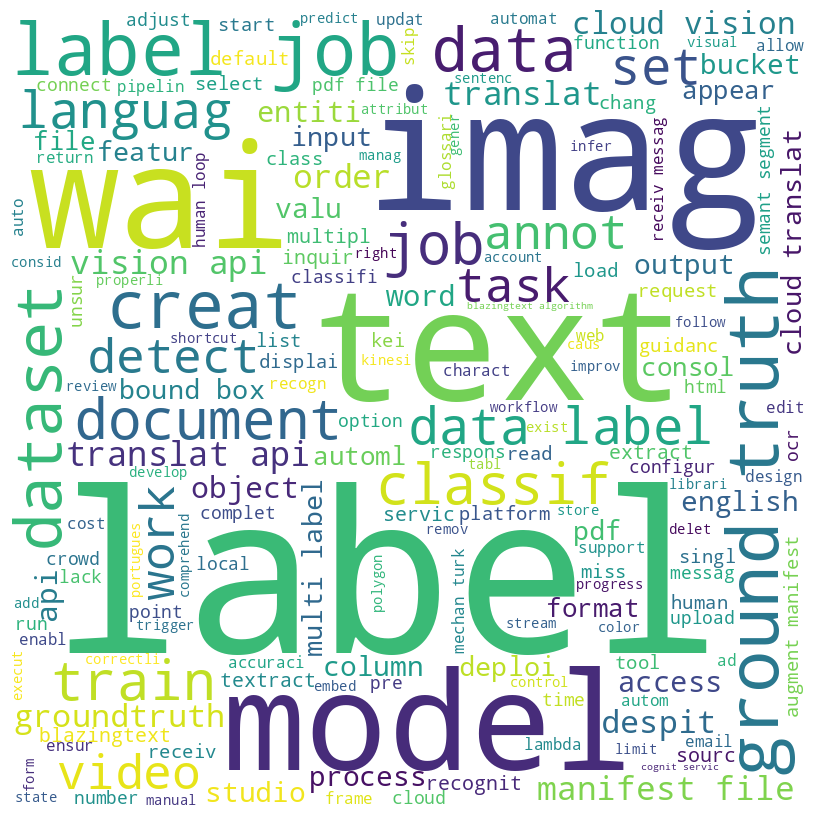 adjust start predict updat automat cloud vision
label job data function visual allow
default skip set bucket
connect pipelin select pdf file sentenc translat chang appear
languag entiti attribut
file input imag
return featur class manag glossari gener infer receiv messag semant segment
auto wai human loop order job annot cloud translat
valu
consid multipl right account
vision api inquir classifi load output
properli unsur word task request
creat blazingtext algorithm
dataset shortcut list kei text follow truth
detect displai kinesi web caus guidanc
review recogn charact improv consol
bound box workflow html
document option data label exist edit
translat api automl respons read extract ocr
develop tabl configur design
object classif librari
cost work complet servic platform store english
api crowd multi label remov pdf delet
lack local support singl
comprehend portugues polygon mechan turk miss messag
add point label progress human augment manifest
run trigger format upload
enabl stream color ground
correctli accuraci column deploi tool ad
execut train textract embed pre control access
groundtruth model time autom
blazingtext despit
ensur receiv lambda limit email
form video process recognit sourc cognit servic
state number manual studio frame cloud manifest file